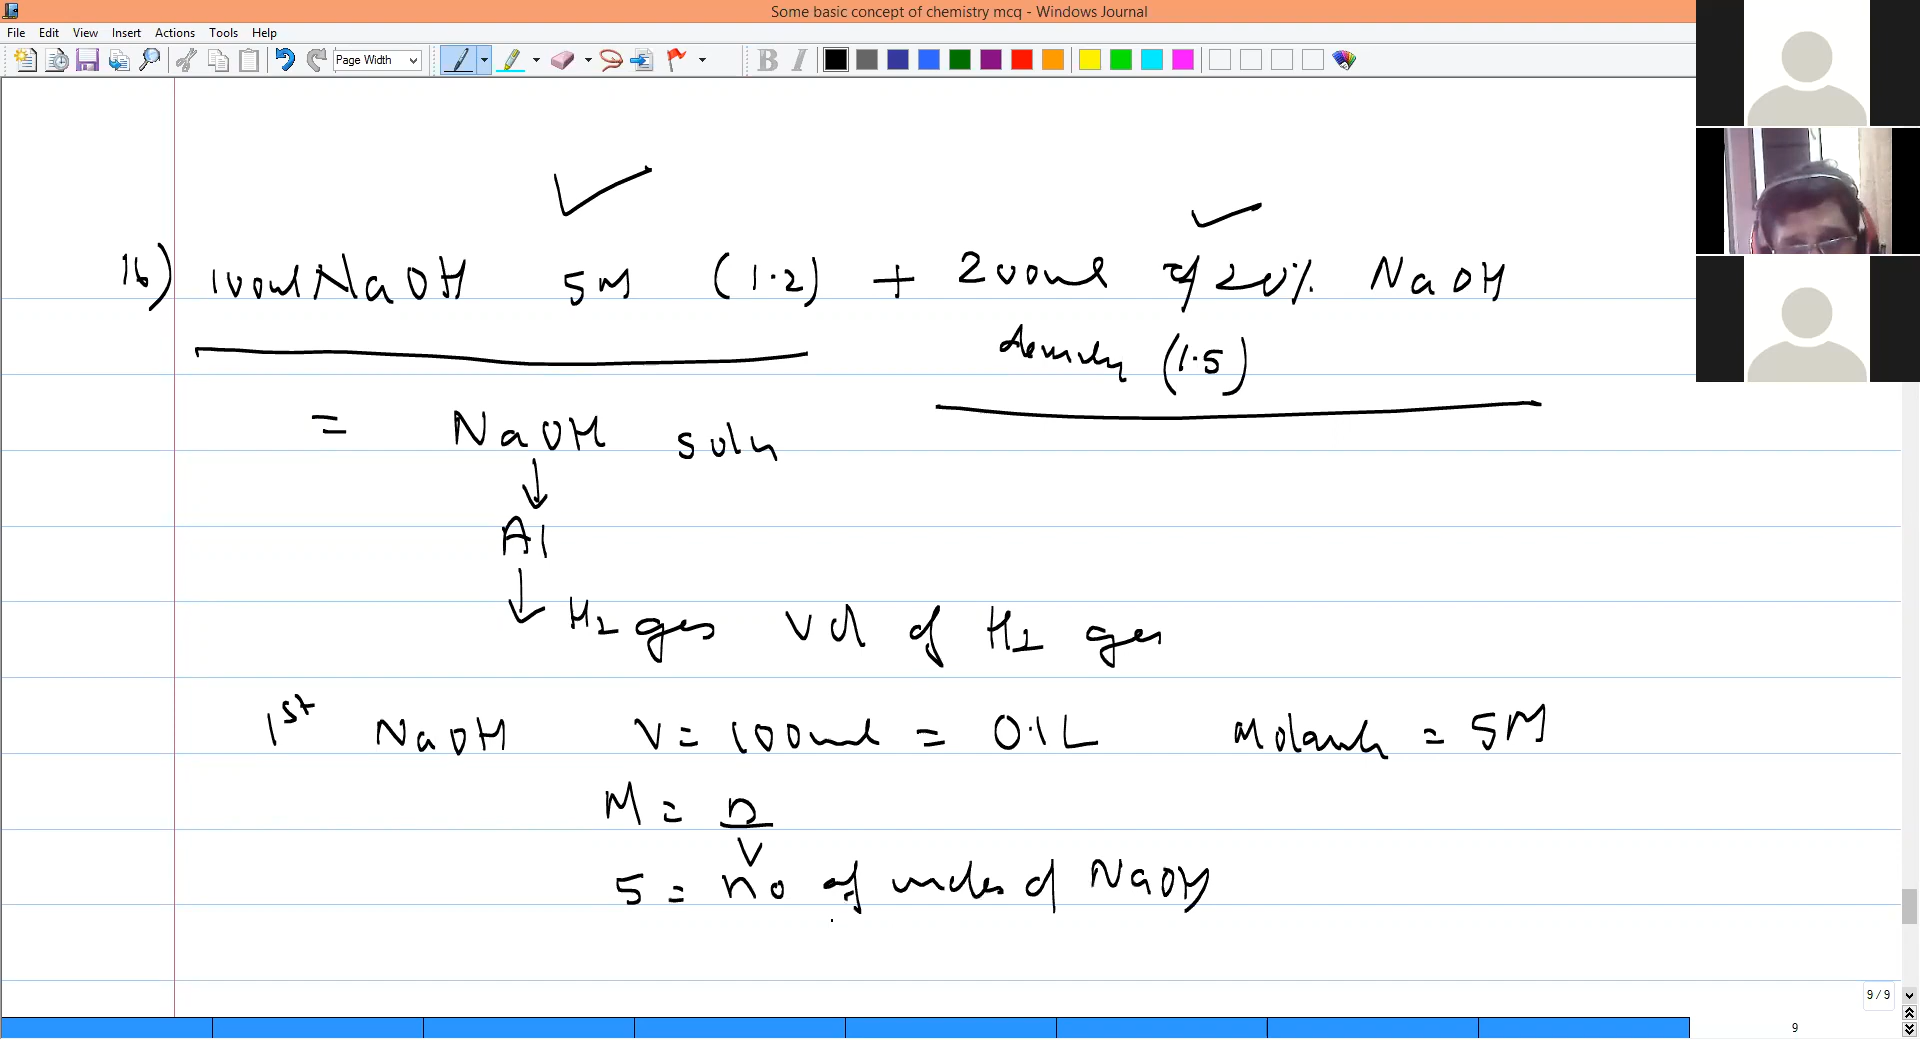 Some basic concept of chemistry mcq - Windows Journal
File Edit View Insert Actions Tools Help
Page Width
B I
16) 100ml NaOH 5M (1.2) + 200ml of 20% NaOH
density (1.5)
= NaOH soln
↓
Al
↓ H2 gas vol of H2 gas
1st NaOH V = 100ml = 0.1L Molarity = 5M
M = n
V
5 = no of moles of NaOH
9 / 9
9